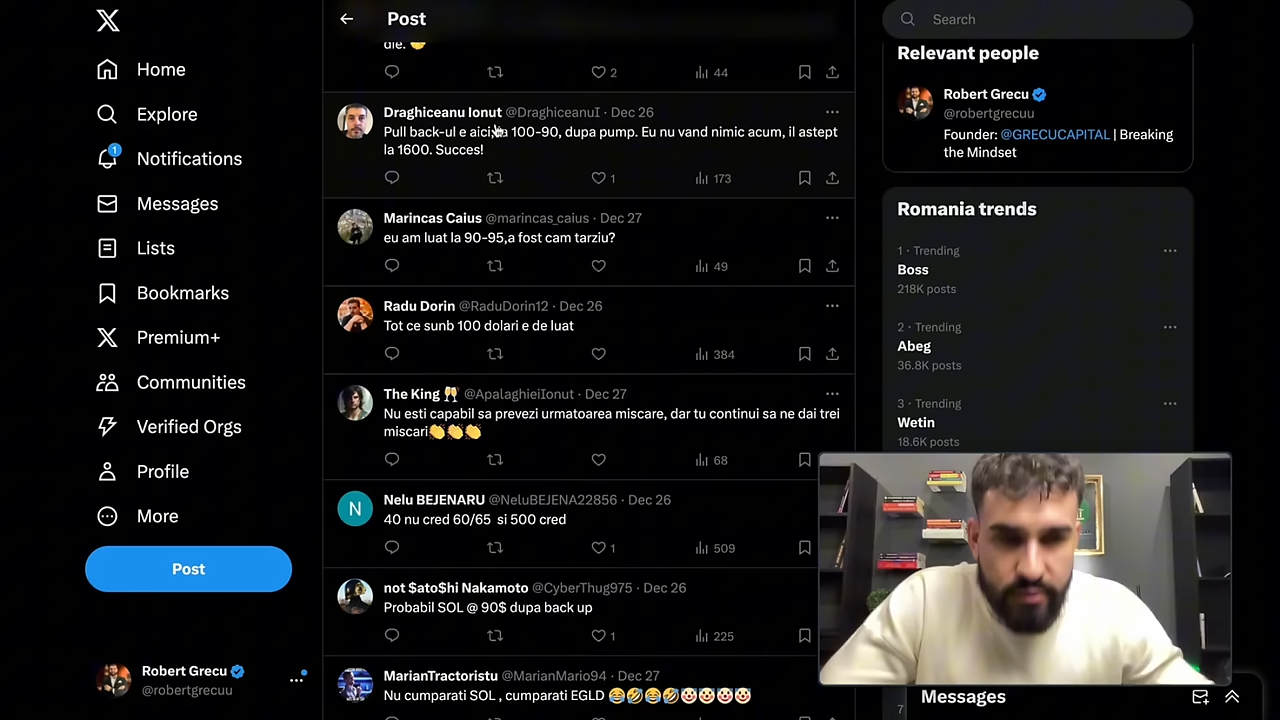 Home
Explore
1
Notifications
Messages
Lists
Bookmarks
Premium+
Communities
Verified Orgs
Profile
More
Post
Robert Grecu
@robertgrecuu
Post
die.
2
44
Draghiceanu Ionut @DraghiceanuI · Dec 26
Pull back-ul e aici la 100-90, dupa pump. Eu nu vand nimic acum, il astept
la 1600. Succes!
1
173
Marincas Caius @marincas_caius · Dec 27
eu am luat la 90-95,a fost cam tarziu?
49
Radu Dorin @RaduDorin12 · Dec 26
Tot ce sunb 100 dolari e de luat
384
The King 🥂 @ApalaghieiIonut · Dec 27
Nu esti capabil sa prevezi urmatoarea miscare, dar tu continui sa ne dai trei
miscari👏👏👏
68
N
Nelu BEJENARU @NeluBEJENA22856 · Dec 26
40 nu cred 60/65 si 500 cred
1
509
not $ato$hi Nakamoto @CyberThug975 · Dec 26
Probabil SOL @ 90$ dupa back up
1
225
MarianTractoristu @MarianMario94 · Dec 27
Nu cumparati SOL , cumparati EGLD 😂🤣😂🤣🤡🤡🤡🤡
Search
Relevant people
Robert Grecu
@robertgrecuu
Founder: @GRECUCAPITAL | Breaking
the Mindset
Romania trends
1 · Trending
Boss
218K posts
2 · Trending
Abeg
36.8K posts
3 · Trending
Wetin
18.6K posts
Messages
7